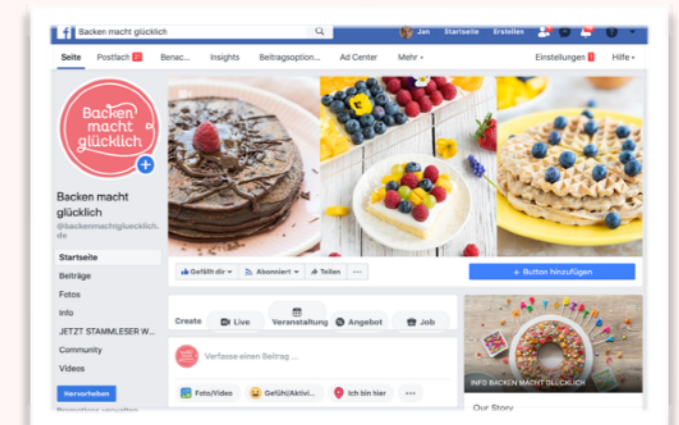 Backen macht glücklich
Jan Startseite Erstellen
Seite Postfach Benac... Insights Beitragsoption... Ad Center Mehr Einstellungen Hilfe
Backen
macht
glücklich
Backen macht
glücklich
@backenmachtgluecklich.
de
Startseite
Beiträge
Fotos
Info
JETZT STAMMLESER W...
Community
Videos
Hervorheben
Promotions verwalten
Gefällt dir Abonniert Teilen ...
+ Button hinzufügen
Create Live Veranstaltung Angebot Job
Verfasse einen Beitrag ...
Foto/Video Gefühl/Aktivi... Ich bin hier ...
INFO BACKEN MACHT GLÜCKLICH
Our Story